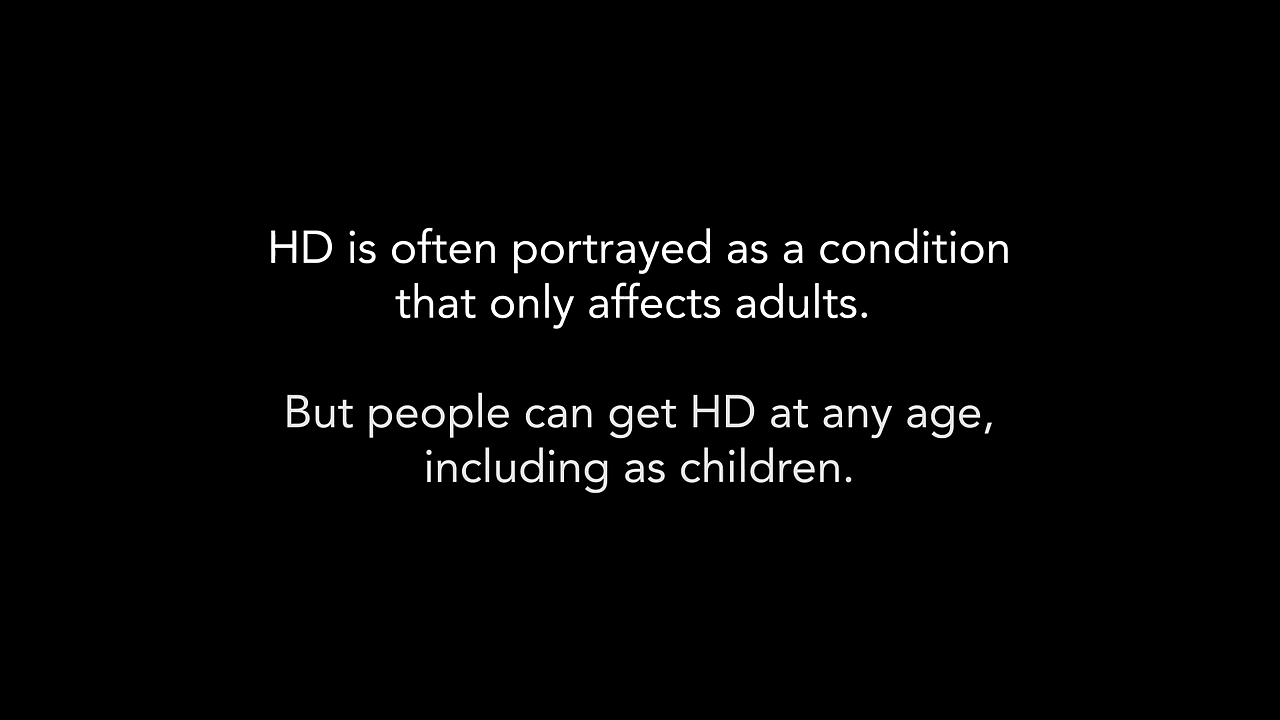 HD is often portrayed as a condition
that only affects adults.
But people can get HD at any age,
including as children.